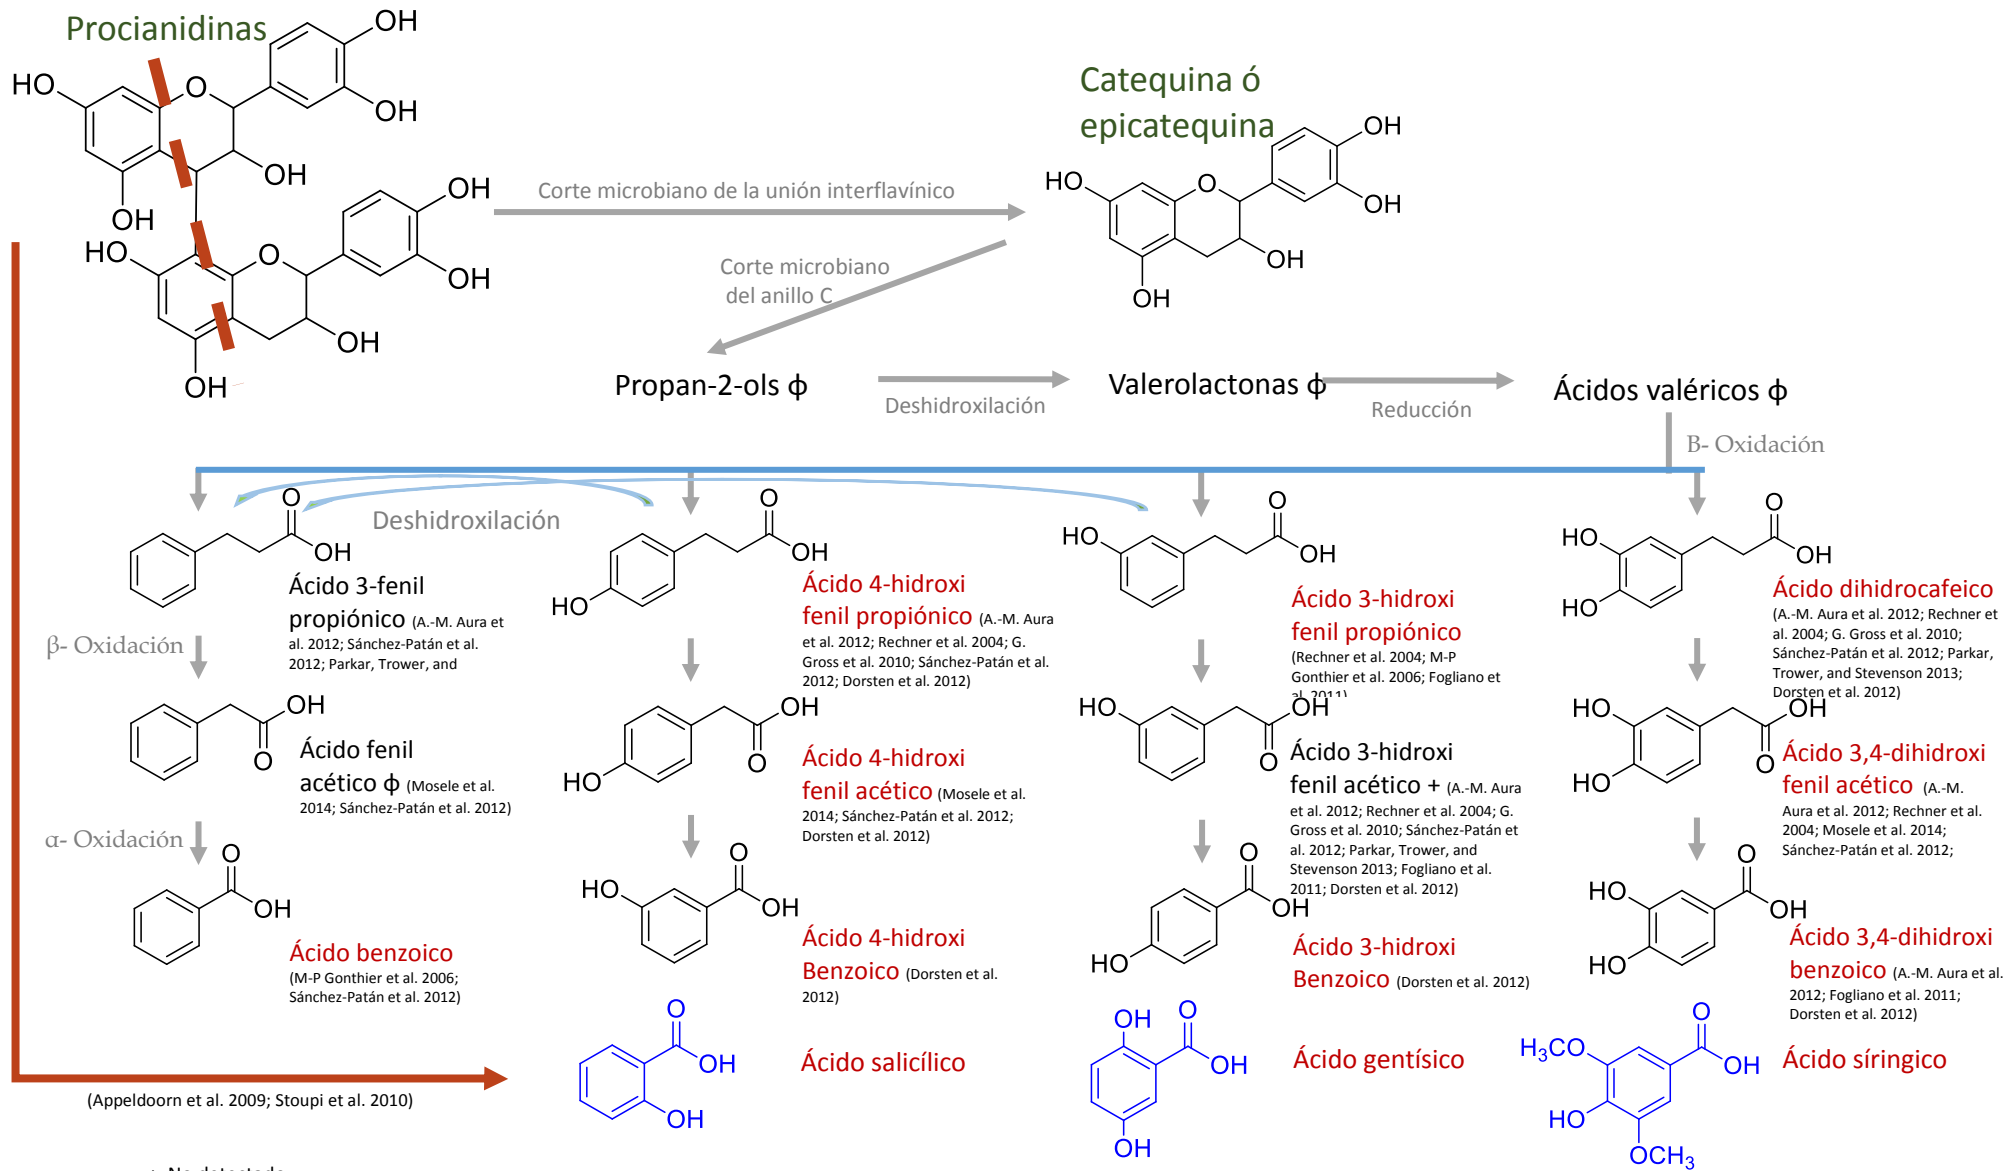 Procianidinas
OH
HO
O
OH
OH
OH
OH
HO
O
OH
OH
OH
Catequina ó
epicatequina
OH
HO
O
OH
OH
OH
Corte microbiano de la unión interflavínico
Corte microbiano
del anillo C
Propan-2-ols ϕ
Deshidroxilación
Valerolactonas ϕ
Reducción
Ácidos valéricos ϕ
B- Oxidación
Deshidroxilación
O
OH
Ácido 3-fenil
propiónico (A.-M. Aura et
al. 2012; Sánchez-Patán et al.
2012; Parkar, Trower, and
O
OH
HO
Ácido 4-hidroxi
fenil propiónico (A.-M. Aura
et al. 2012; Rechner et al. 2004; G.
Gross et al. 2010; Sánchez-Patán et al.
2012; Dorsten et al. 2012)
HO
O
OH
Ácido 3-hidroxi
fenil propiónico
(Rechner et al. 2004; M-P
Gonthier et al. 2006; Fogliano et
al. 2011)
HO
HO
O
OH
Ácido dihidrocafeico
(A.-M. Aura et al. 2012; Rechner et
al. 2004; G. Gross et al. 2010;
Sánchez-Patán et al. 2012; Parkar,
Trower, and Stevenson 2013;
Dorsten et al. 2012)
β- Oxidación
OH
O
Ácido fenil
acético ϕ (Mosele et al.
2014; Sánchez-Patán et al. 2012)
OH
O
HO
Ácido 4-hidroxi
fenil acético (Mosele et al.
2014; Sánchez-Patán et al. 2012;
Dorsten et al. 2012)
HO
OH
O
Ácido 3-hidroxi
fenil acético + (A.-M. Aura
et al. 2012; Rechner et al. 2004; G.
Gross et al. 2010; Sánchez-Patán et
al. 2012; Parkar, Trower, and
Stevenson 2013; Fogliano et al.
2011; Dorsten et al. 2012)
HO
HO
OH
O
Ácido 3,4-dihidroxi
fenil acético (A.-M.
Aura et al. 2012; Rechner et al.
2004; Mosele et al. 2014;
Sánchez-Patán et al. 2012;
α- Oxidación
O
OH
Ácido benzoico
(M-P Gonthier et al. 2006;
Sánchez-Patán et al. 2012)
HO
O
OH
Ácido 4-hidroxi
Benzoico (Dorsten et al.
2012)
O
OH
HO
Ácido 3-hidroxi
Benzoico (Dorsten et al. 2012)
HO
HO
O
OH
Ácido 3,4-dihidroxi
benzoico (A.-M. Aura et al.
2012; Fogliano et al. 2011;
Dorsten et al. 2012)
O
OH
OH
Ácido salicílico
OH
O
OH
OH
Ácido gentísico
H3CO
O
OH
HO
OCH3
Ácido síringico
(Appeldoorn et al. 2009; Stoupi et al. 2010)